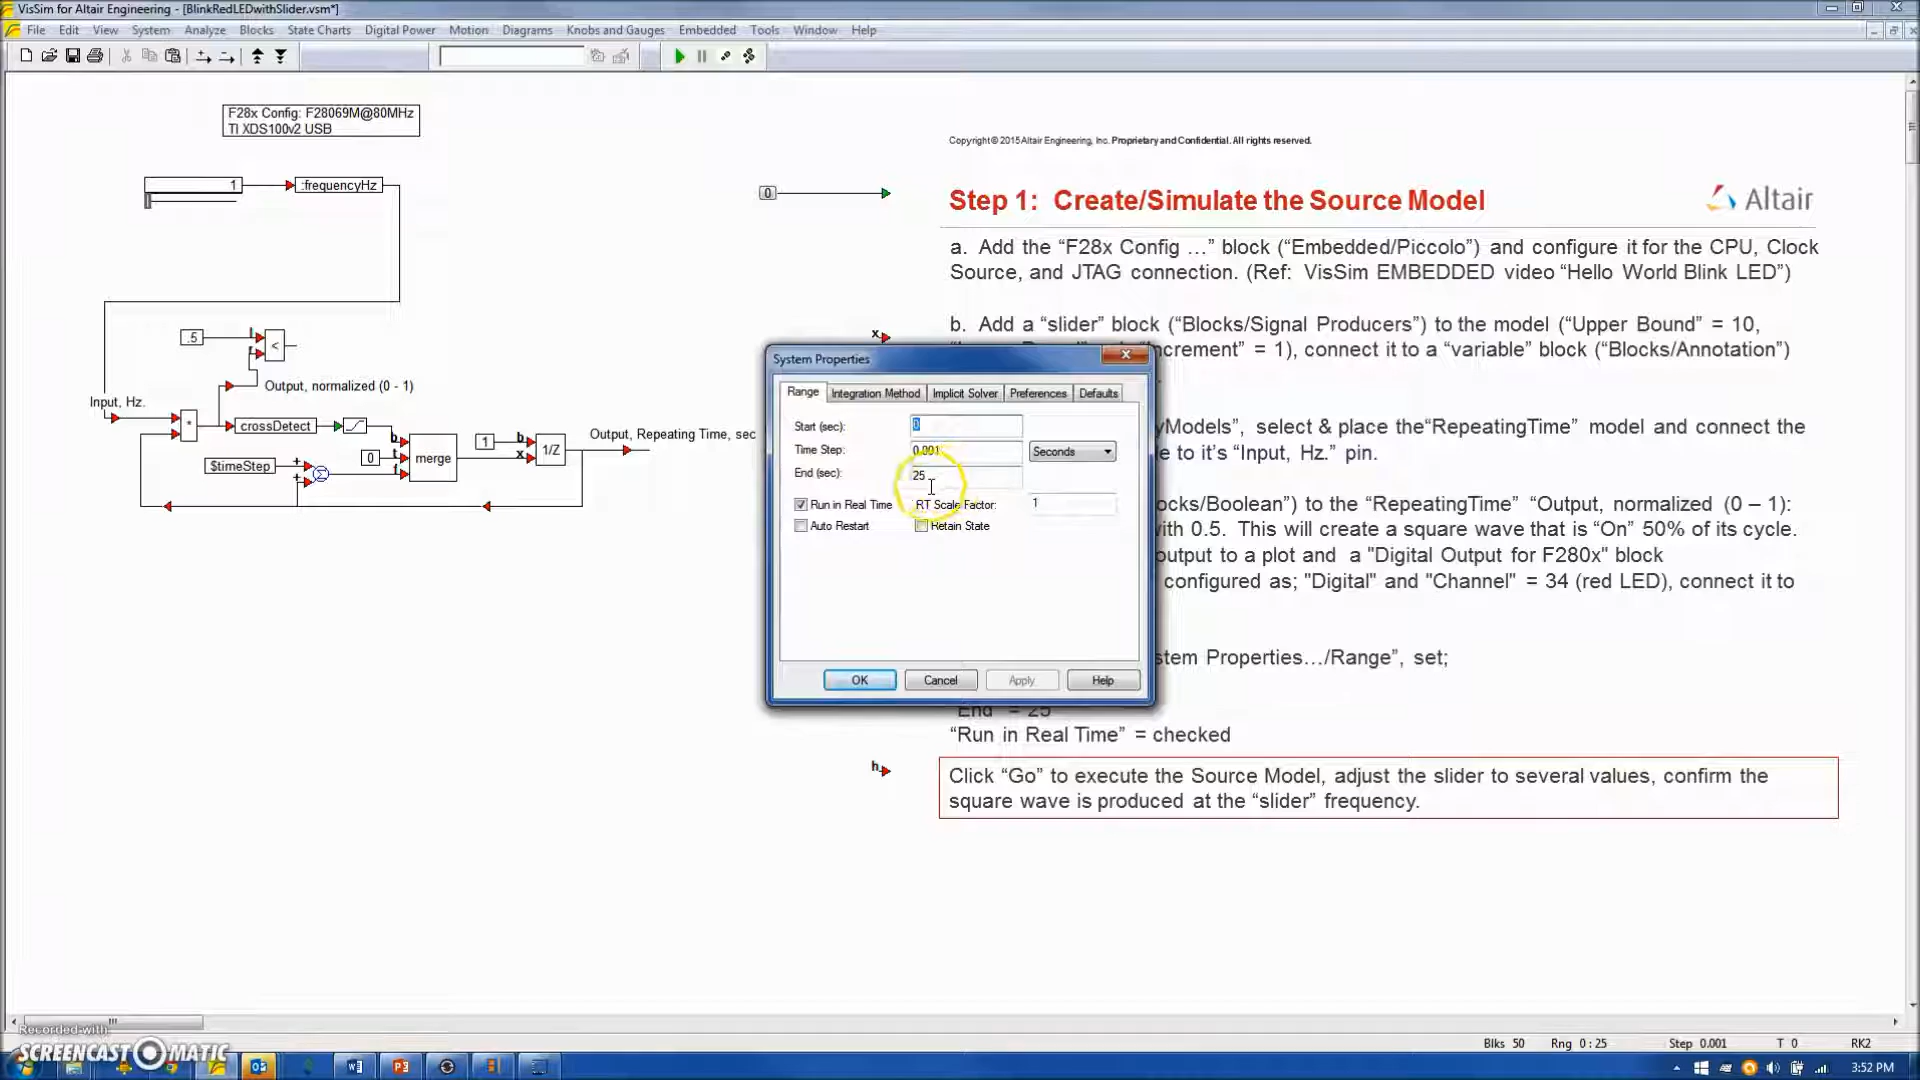 VisSim for Altair Engineering - [BlinkRedLEDwithSlider.vsm*]
File Edit View System Analyze Blocks State Charts Digital Power Motion Diagrams Knobs and Gauges Embedded Tools Window Help
F28x Config: F28069M@80MHz
TI XDS100v2 USB
Copyright © 2015 Altair Engineering, Inc. Proprietary and Confidential. All rights reserved.
1
:frequencyHz
0
Step 1: Create/Simulate the Source Model
Altair
a. Add the “F28x Config …” block (“Embedded/Piccolo”) and configure it for the CPU, Clock
Source, and JTAG connection. (Ref: VisSim EMBEDDED video “Hello World Blink LED”)
b. Add a “slider” block (“Blocks/Signal Producers”) to the model (“Upper Bound” = 10,
“Increment” = 1), connect it to a “variable” block (“Blocks/Annotation”)
yModels”, select & place the“RepeatingTime” model and connect the
e to it’s “Input, Hz.” pin.
ocks/Boolean”) to the “RepeatingTime” “Output, normalized (0 – 1):
with 0.5. This will create a square wave that is “On” 50% of its cycle.
output to a plot and a "Digital Output for F280x" block
configured as; "Digital" and "Channel" = 34 (red LED), connect it to
stem Properties…/Range”, set;
End = 25
“Run in Real Time” = checked
Click “Go” to execute the Source Model, adjust the slider to several values, confirm the
square wave is produced at the “slider” frequency.
.5
l
r
<
Output, normalized (0 - 1)
Input, Hz.
*
crossDetect
$timeStep
+
+
Σ
0
b
t
f
merge
1
b
x
1/Z
Output, Repeating Time, sec
x
h
System Properties
Range Integration Method Implicit Solver Preferences Defaults
Start (sec): 0
Time Step: 0.001 Seconds
End (sec): 25
Run in Real Time RT Scale Factor: 1
Auto Restart Retain State
OK Cancel Apply Help
Blks 50 Rng 0 : 25 Step 0.001 T 0 RK2
Recorded with
SCREENCAST MATIC
3:52 PM